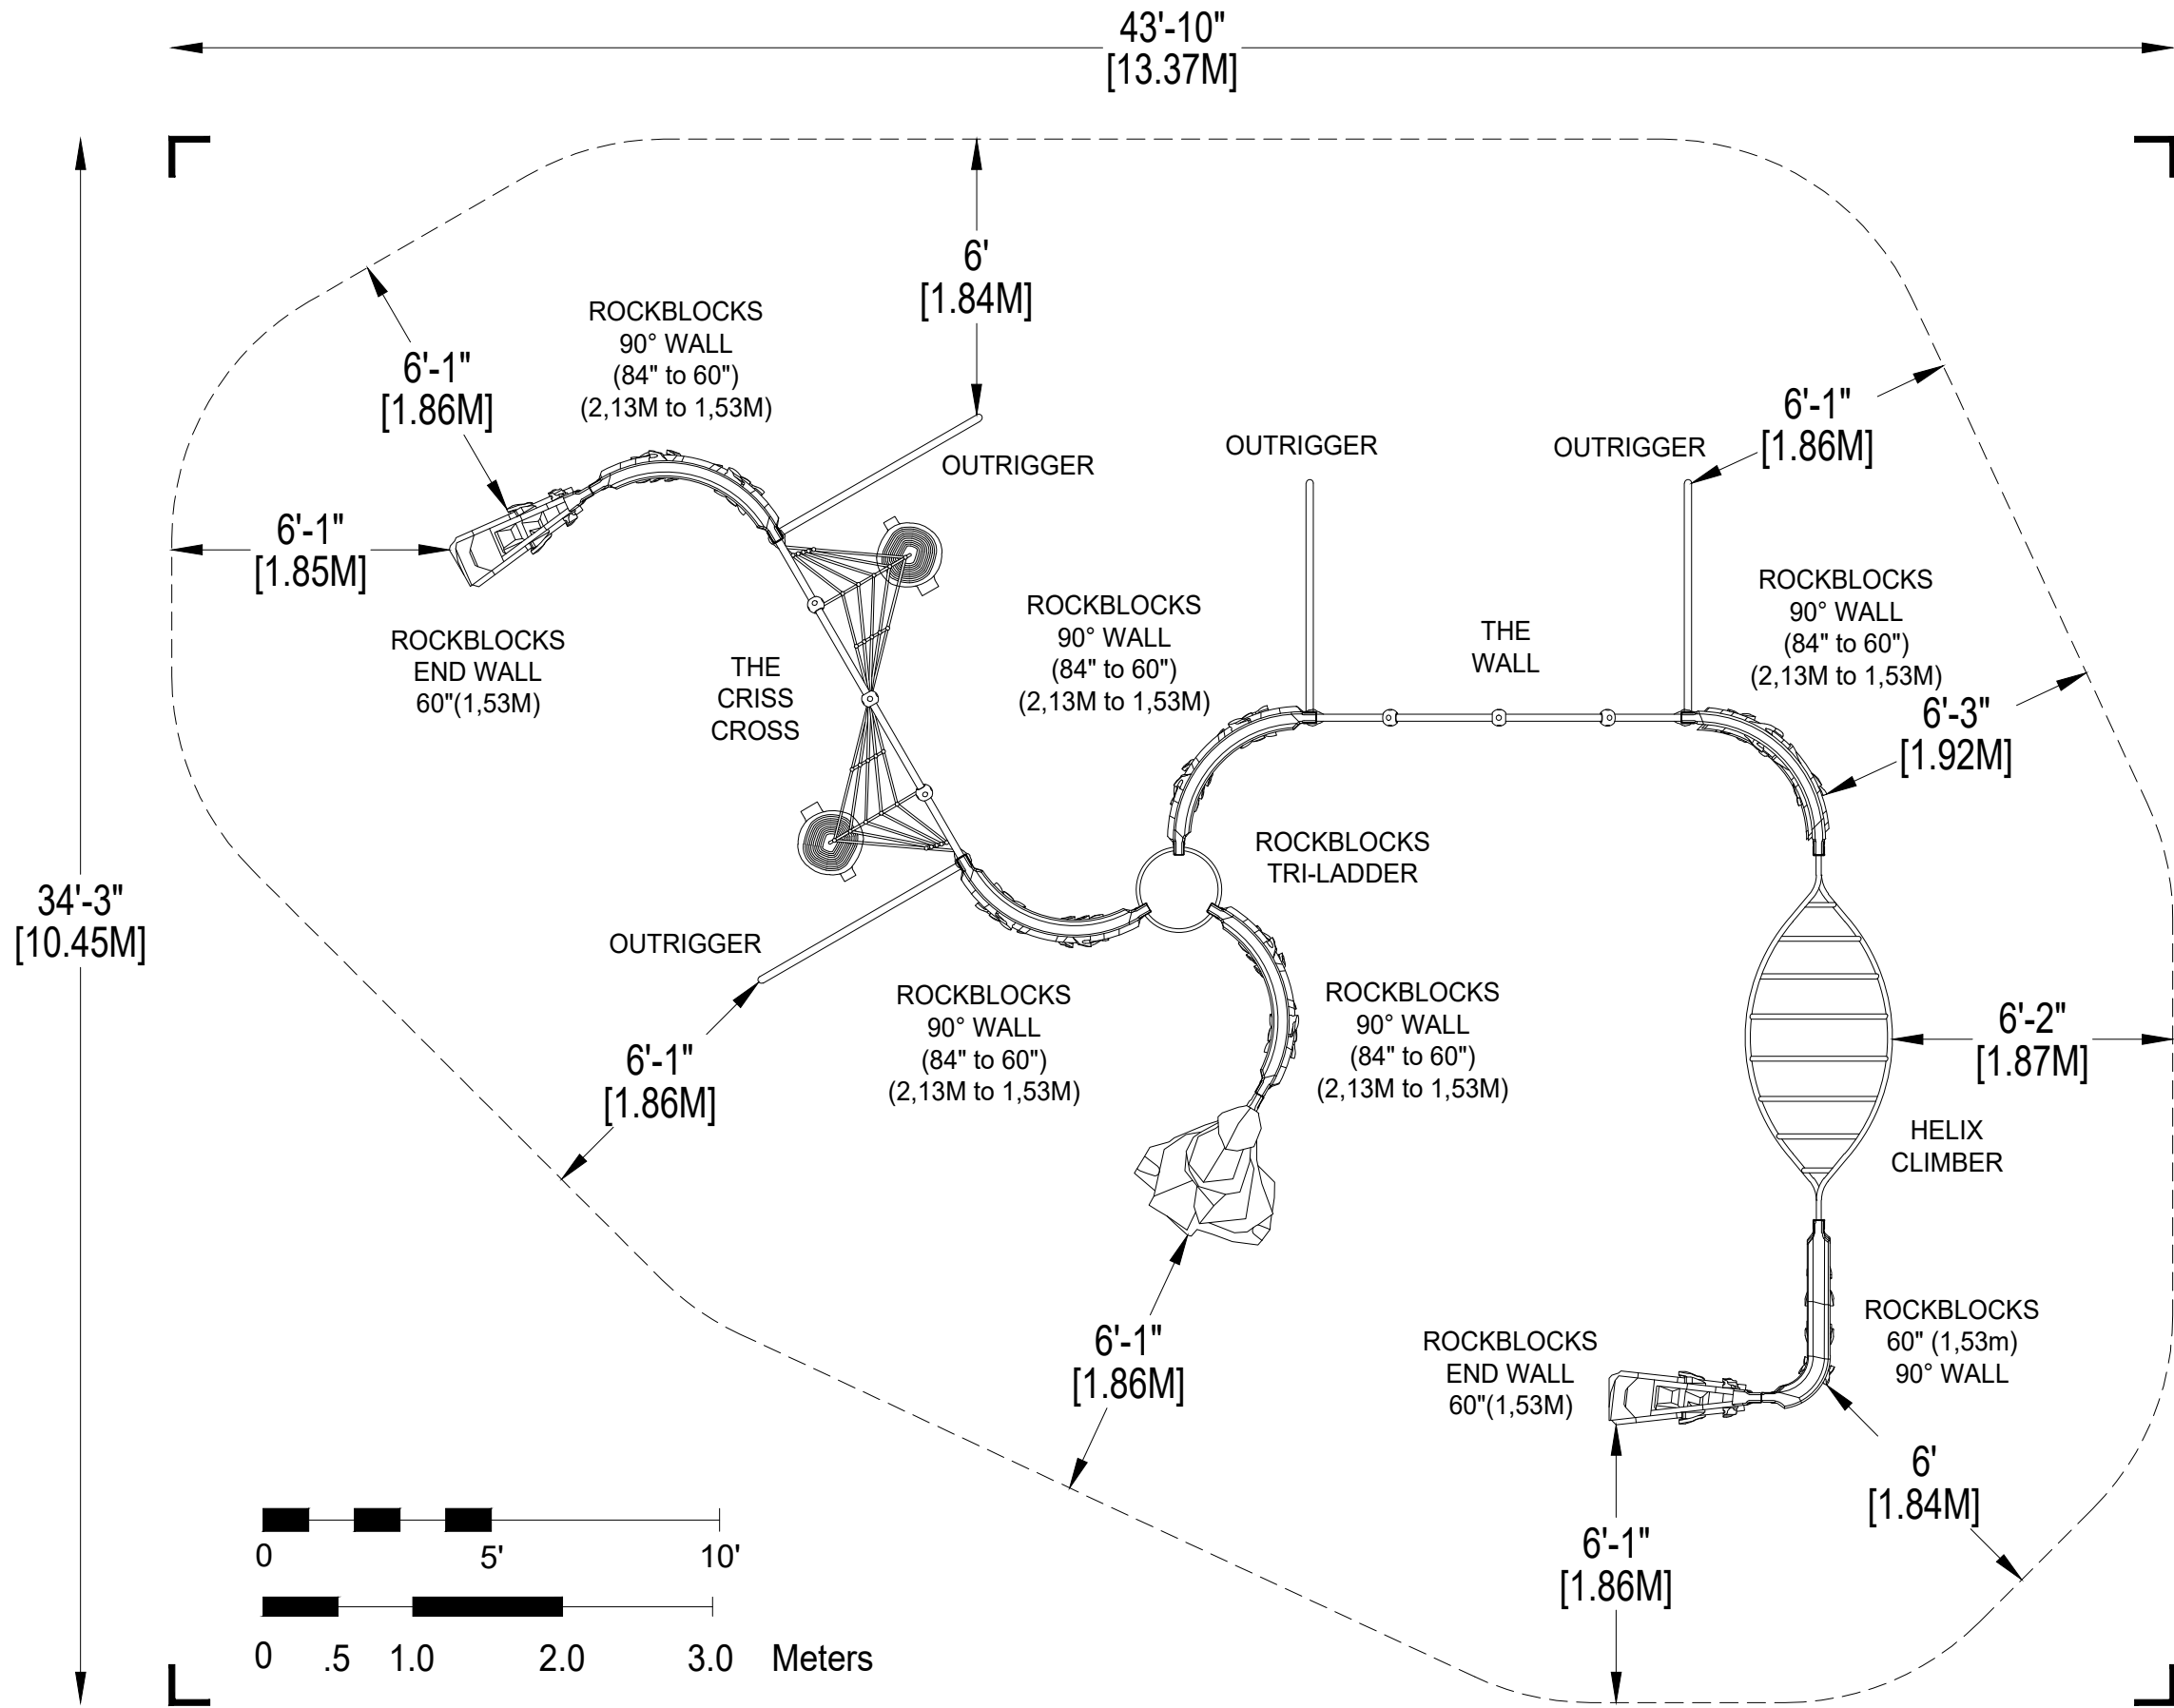 43'-10"
[13.37M]
6'
[1.84M]
ROCKBLOCKS
90° WALL
(84" to 60")
(2,13M to 1,53M)
6'-1"
[1.86M]
OUTRIGGER
OUTRIGGER
OUTRIGGER
6'-1"
[1.86M]
6'-1"
[1.85M]
ROCKBLOCKS
END WALL
60"(1,53M)
THE
CRISS
CROSS
ROCKBLOCKS
90° WALL
(84" to 60")
(2,13M to 1,53M)
THE
WALL
ROCKBLOCKS
90° WALL
(84" to 60")
(2,13M to 1,53M)
6'-3"
[1.92M]
34'-3"
[10.45M]
ROCKBLOCKS
TRI-LADDER
OUTRIGGER
ROCKBLOCKS
90° WALL
(84" to 60")
(2,13M to 1,53M)
ROCKBLOCKS
90° WALL
(84" to 60")
(2,13M to 1,53M)
6'-2"
[1.87M]
6'-1"
[1.86M]
HELIX
CLIMBER
6'-1"
[1.86M]
ROCKBLOCKS
END WALL
60"(1,53M)
ROCKBLOCKS
60" (1,53m)
90° WALL
6'
[1.84M]
6'-1"
[1.86M]
0 5' 10'
0 .5 1.0 2.0 3.0 Meters